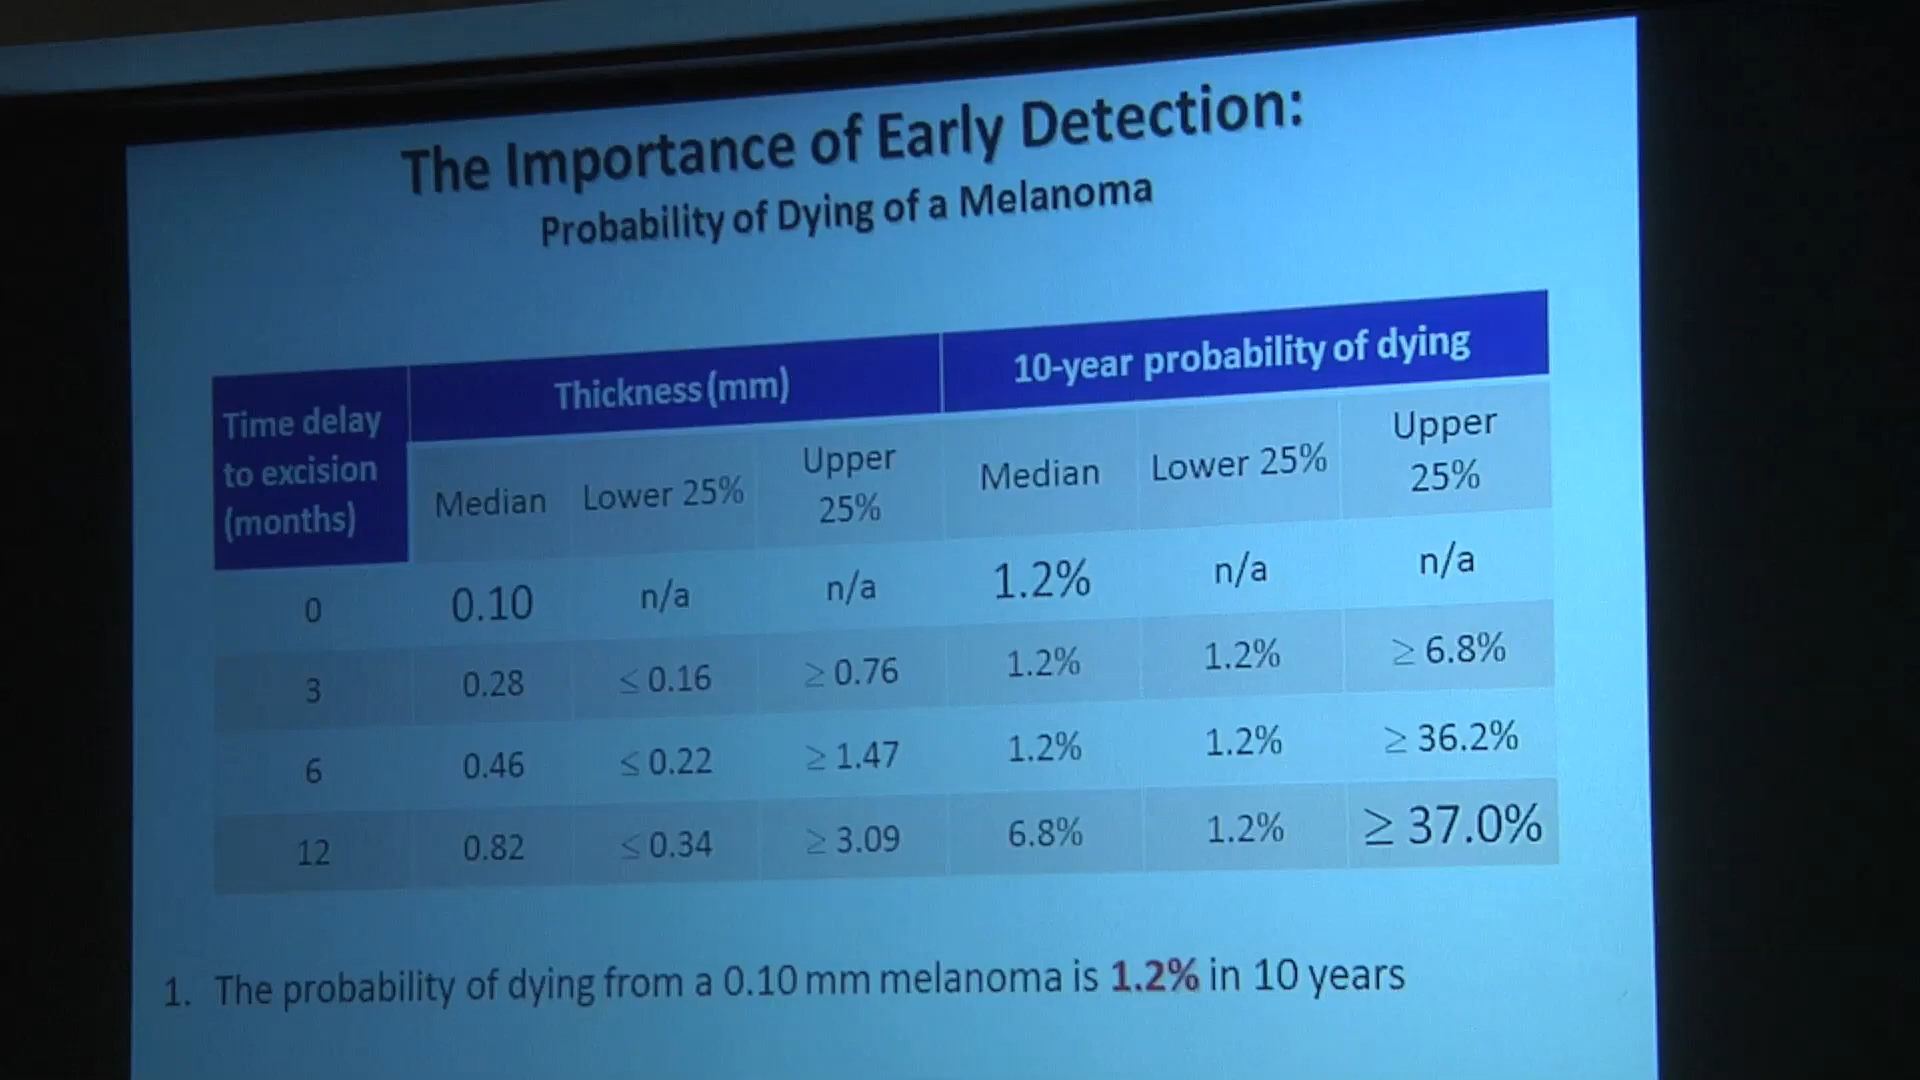 The Importance of Early Detection:
Probability of Dying of a Melanoma
Time delay to excision (months) Thickness (mm) 10-year probability of dying
Median Lower 25% Upper 25% Median Lower 25% Upper 25%
0 0.10 n/a n/a 1.2% n/a n/a
3 0.28 ≤ 0.16 ≥ 0.76 1.2% 1.2% ≥ 6.8%
6 0.46 ≤ 0.22 ≥ 1.47 1.2% 1.2% ≥ 36.2%
12 0.82 ≤ 0.34 ≥ 3.09 6.8% 1.2% ≥ 37.0%
1. The probability of dying from a 0.10 mm melanoma is 1.2% in 10 years